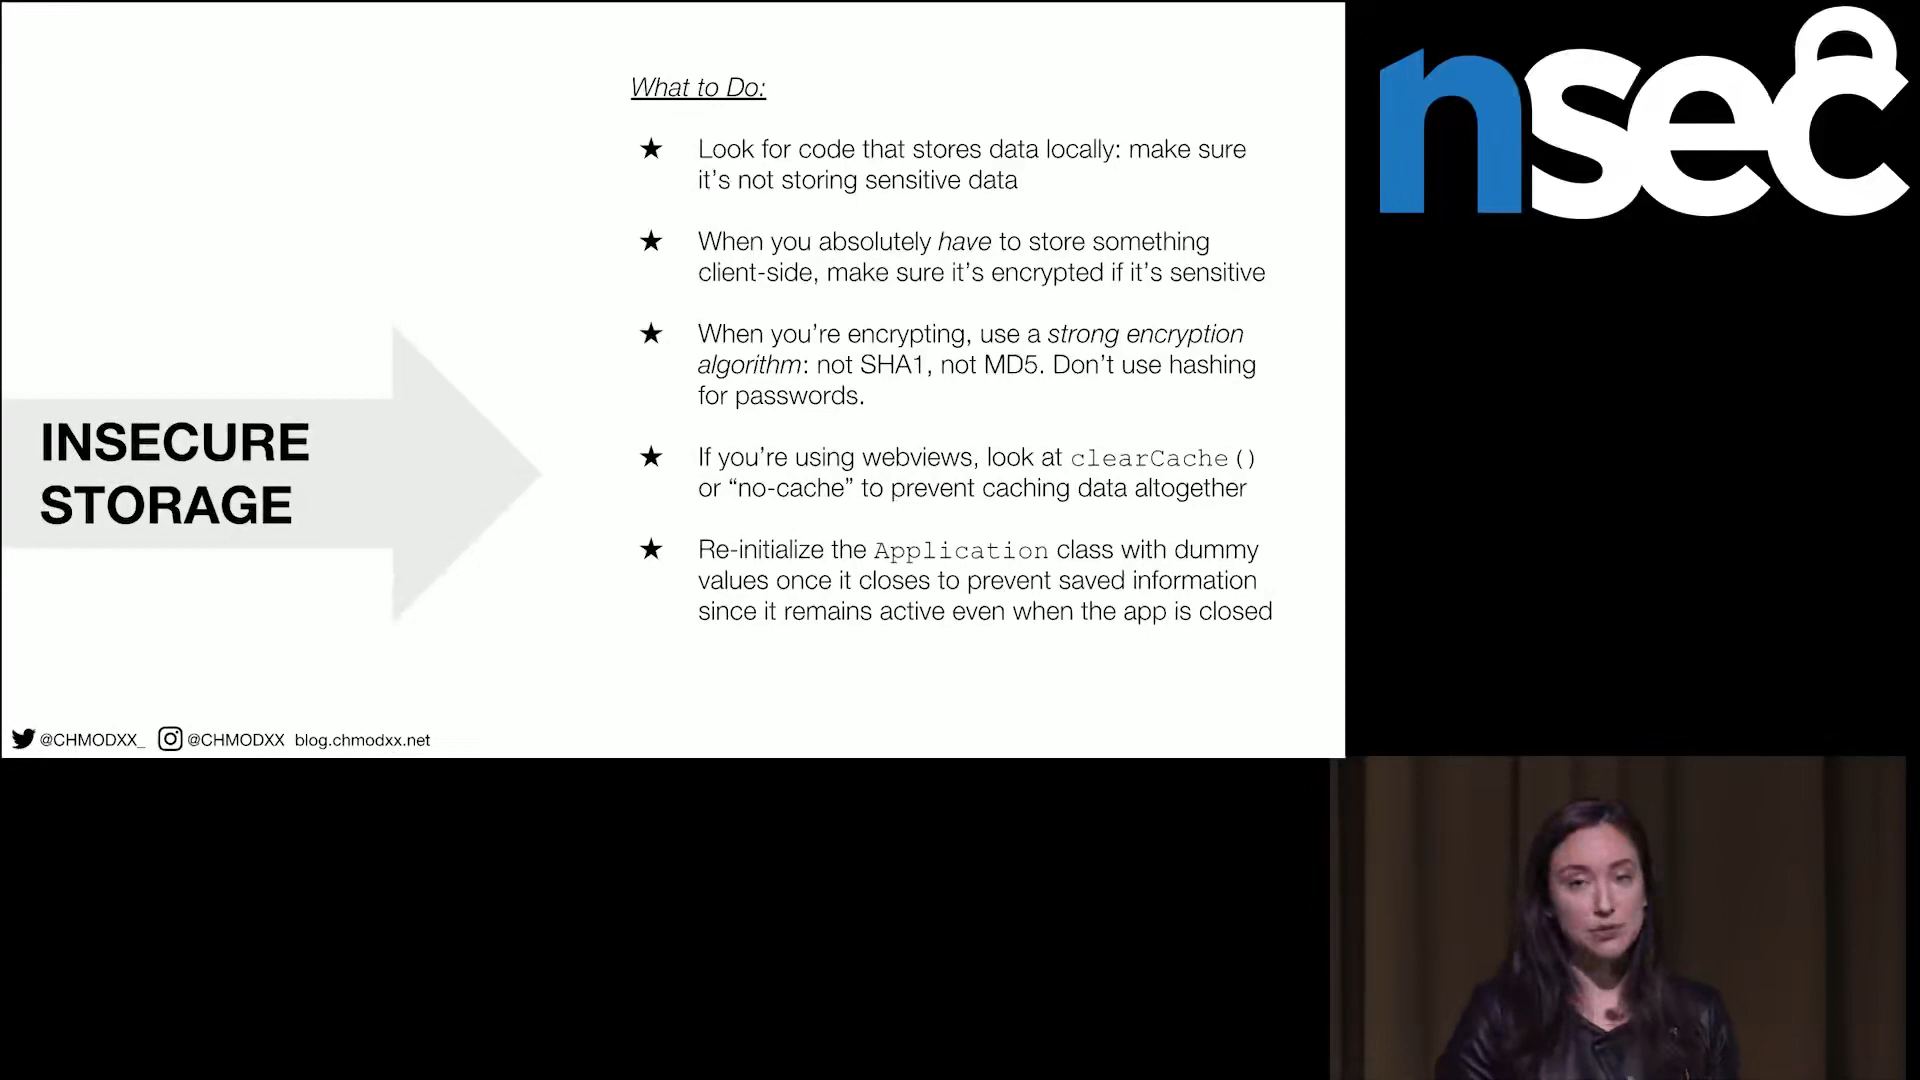 nsec
What to Do:
★ Look for code that stores data locally: make sure
it’s not storing sensitive data
★ When you absolutely have to store something
client-side, make sure it’s encrypted if it’s sensitive
★ When you’re encrypting, use a strong encryption
algorithm: not SHA1, not MD5. Don’t use hashing
for passwords.
★ If you’re using webviews, look at clearCache()
or “no-cache” to prevent caching data altogether
★ Re-initialize the Application class with dummy
values once it closes to prevent saved information
since it remains active even when the app is closed
INSECURE
STORAGE
@CHMODXX_ @CHMODXX blog.chmodxx.net